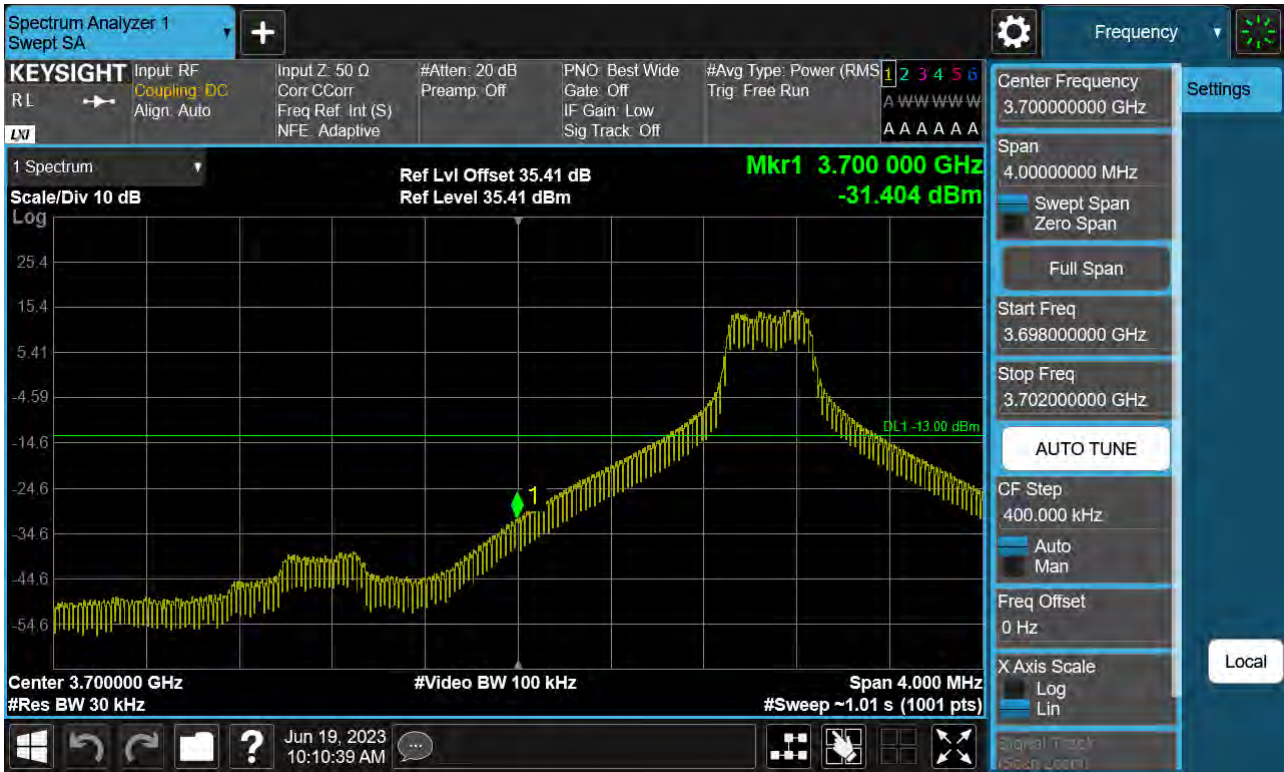 Spectrum Analyzer 1
Swept SA
+
Frequency
KEYSIGHT
RL
LXI
Input: RF
Coupling: DC
Align: Auto
Input Z: 50 Ω
Corr CCorr
Freq Ref: Int (S)
NFE: Adaptive
#Atten: 20 dB
Preamp: Off
PNO: Best Wide
Gate: Off
IF Gain: Low
Sig Track: Off
#Avg Type: Power (RMS
Trig: Free Run
1 2 3 4 5 6
A W W W W W
A A A A A A
1 Spectrum
Scale/Div 10 dB
Log
Ref Lvl Offset 35.41 dB
Ref Level 35.41 dBm
Mkr1 3.700 000 GHz
-31.404 dBm
25.4
15.4
5.41
-4.59
-14.6
-24.6
-34.6
-44.6
-54.6
DL1 -13.00 dBm
1
Center 3.700000 GHz
#Res BW 30 kHz
#Video BW 100 kHz
Span 4.000 MHz
#Sweep ~1.01 s (1001 pts)
Center Frequency
3.700000000 GHz
Span
4.00000000 MHz
Swept Span
Zero Span
Full Span
Start Freq
3.698000000 GHz
Stop Freq
3.702000000 GHz
AUTO TUNE
CF Step
400.000 kHz
Auto
Man
Freq Offset
0 Hz
X Axis Scale
Log
Lin
Signal Track
(Span Zoom)
Settings
Local
?
Jun 19, 2023
10:10:39 AM